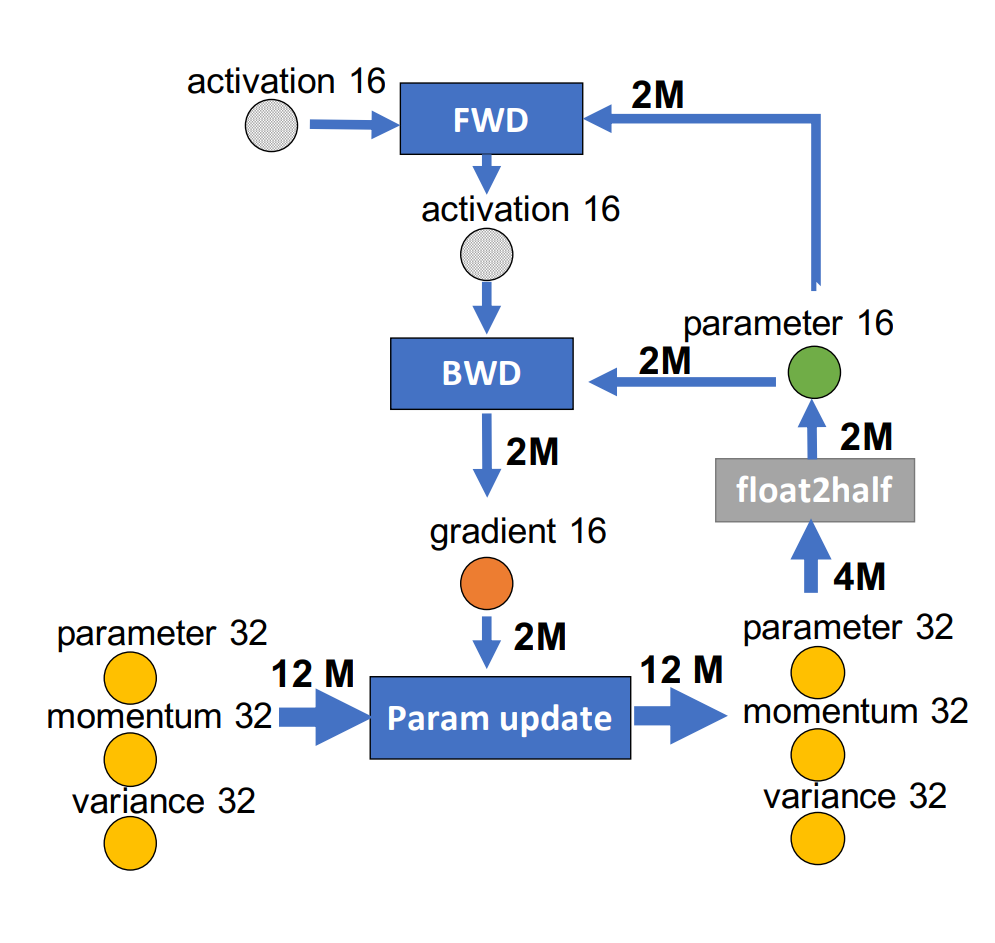 activation 16
FWD
2M
activation 16
parameter 16
BWD
2M
2M
2M
float2half
gradient 16
4M
2M
parameter 32
momentum 32
variance 32
12 M
Param update
12 M
parameter 32
momentum 32
variance 32